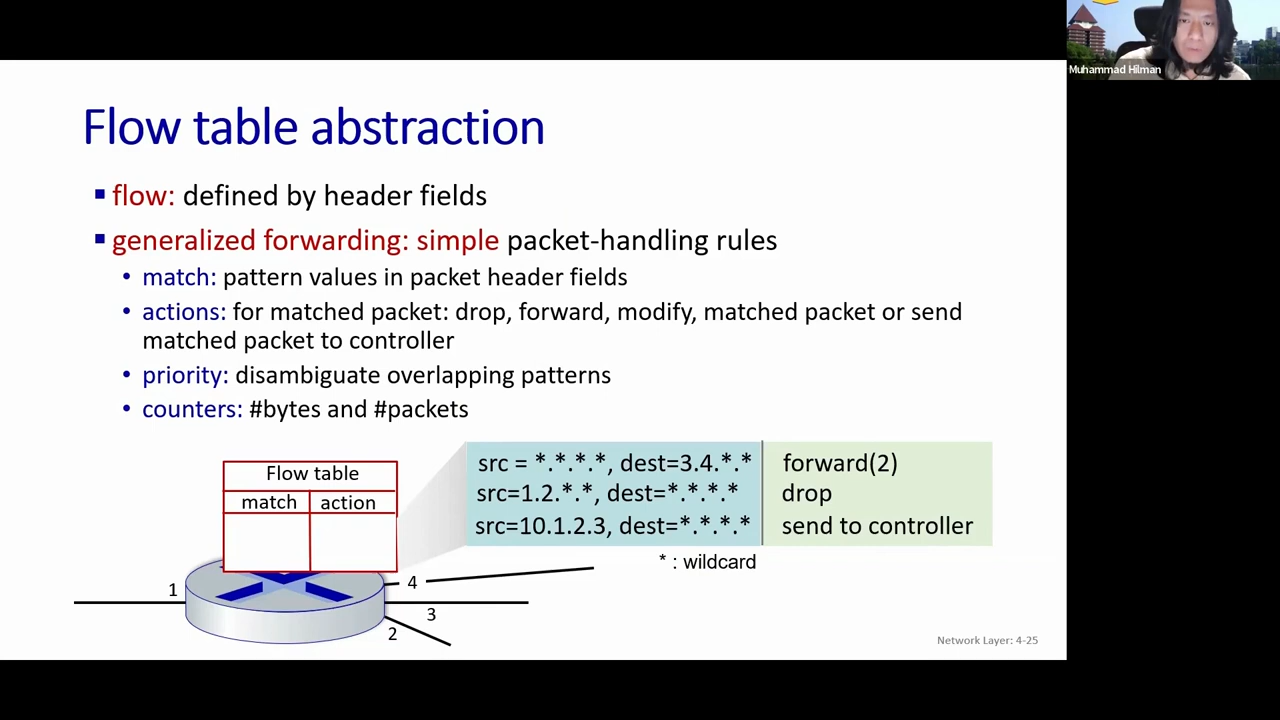 Muhammad Hilman
Flow table abstraction
▪ flow: defined by header fields
▪ generalized forwarding: simple packet-handling rules
• match: pattern values in packet header fields
• actions: for matched packet: drop, forward, modify, matched packet or send
matched packet to controller
• priority: disambiguate overlapping patterns
• counters: #bytes and #packets
Flow table
match action
src = *.*.*.*, dest=3.4.*.* forward(2)
src=1.2.*.*, dest=*.*.*.* drop
src=10.1.2.3, dest=*.*.*.* send to controller
* : wildcard
1
4
3
2
Network Layer: 4-25